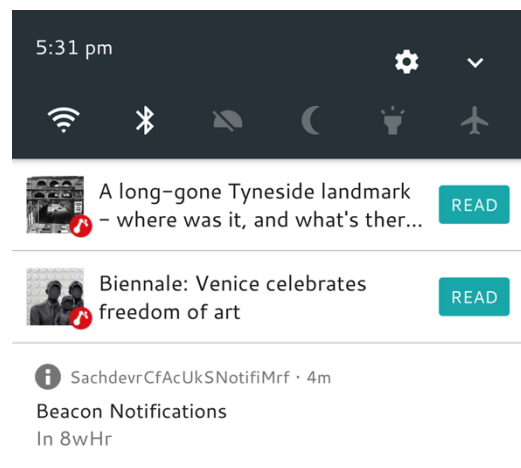 5:31 pm
A long-gone Tyneside landmark
- where was it, and what's ther...
READ
Biennale: Venice celebrates
freedom of art
READ
SachdevrCfAcUkSNotifiMrf · 4m
Beacon Notifications
In 8wHr